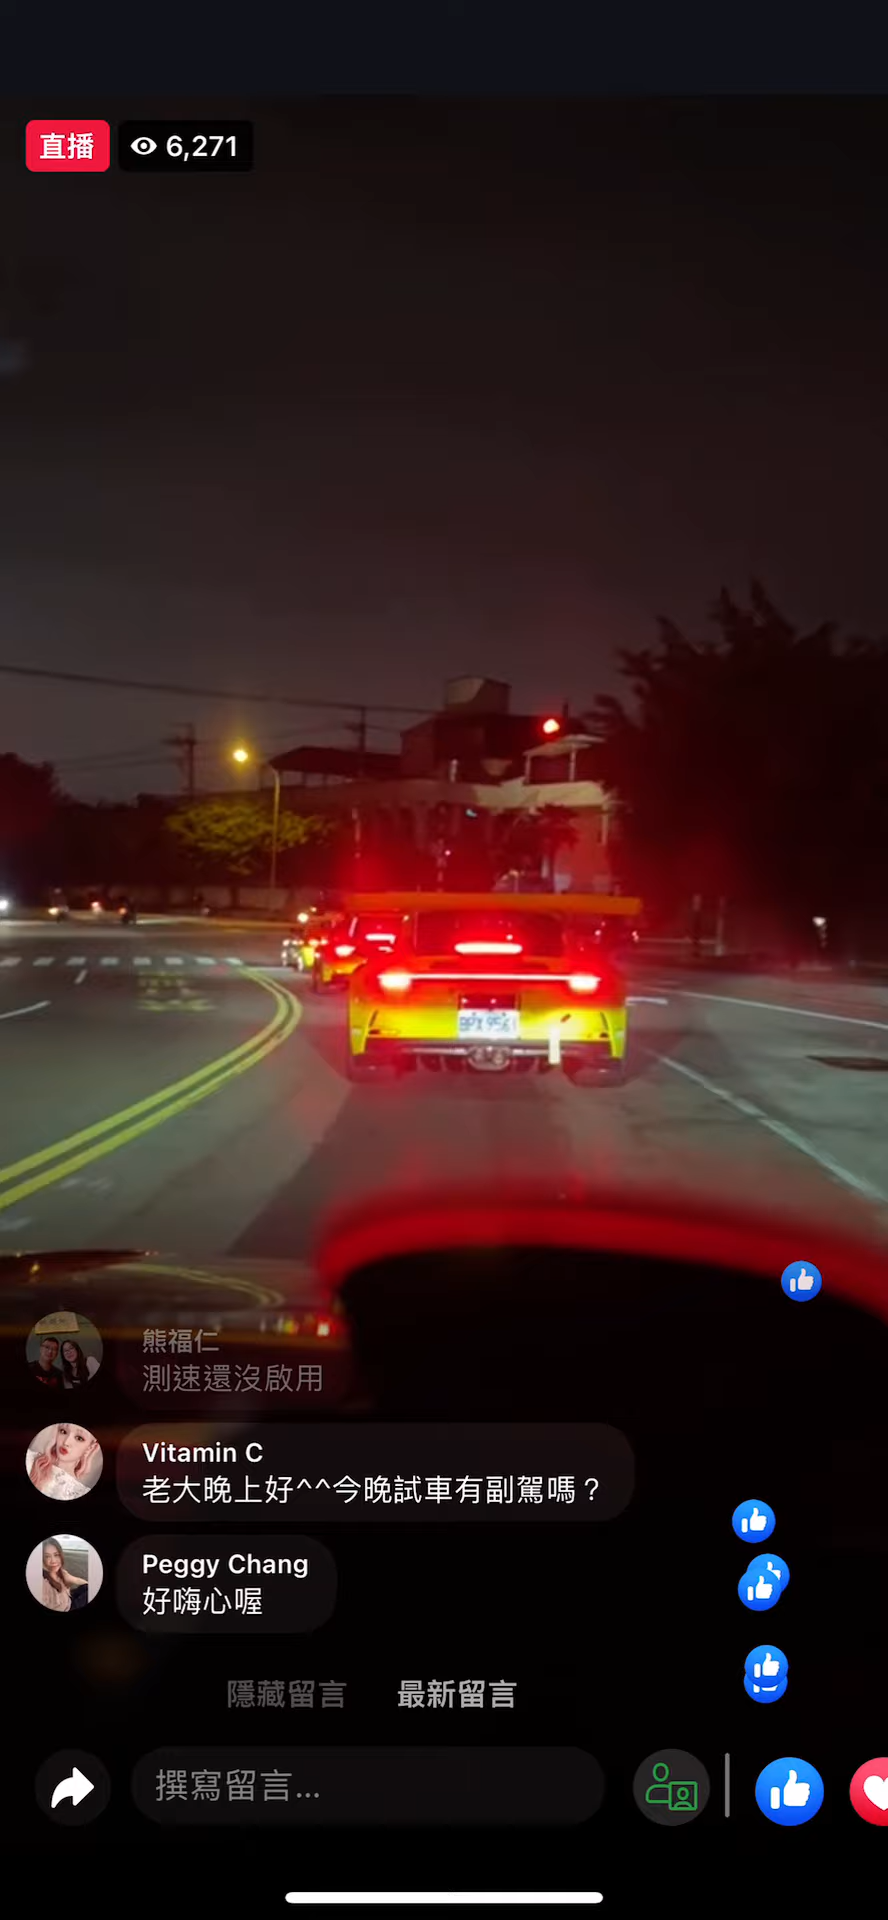 直播
6,271
熊福仁
測速還沒啟用
Vitamin C
老大晚上好^^今晚試車有副駕嗎？
Peggy Chang
好嗨心喔
隱藏留言 最新留言
撰寫留言...